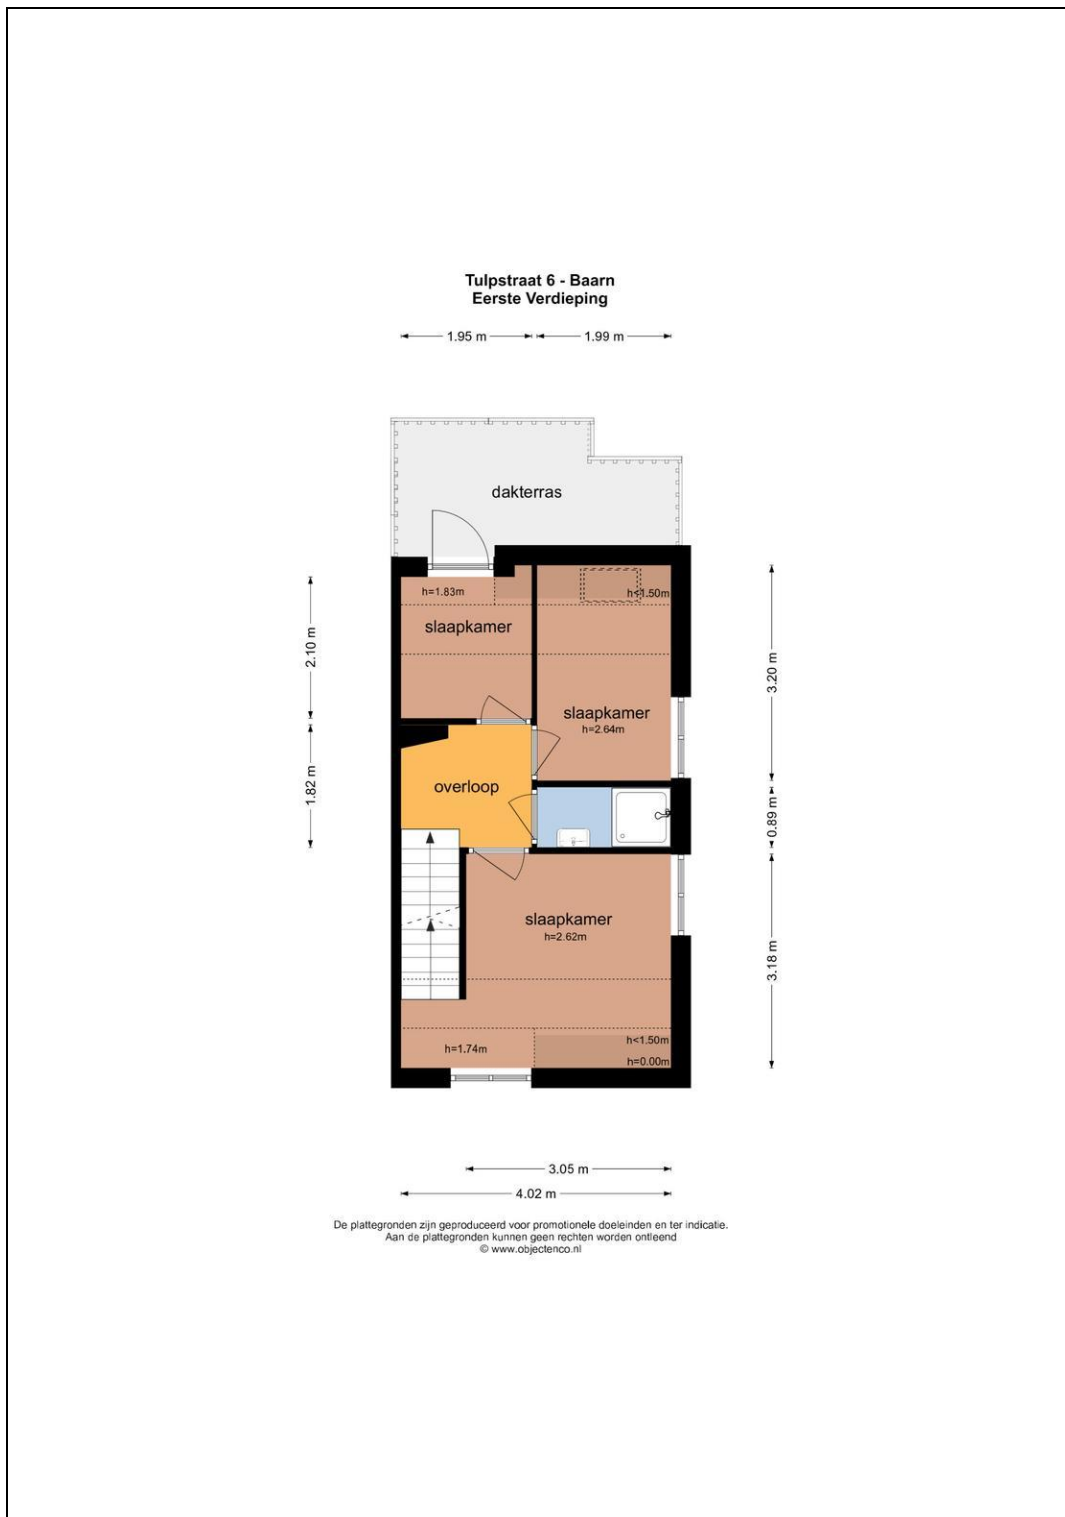 Tulpstraat 6 - Baarn
Eerste Verdieping
1.95 m
1.99 m
dakterras
h=1.83m
h<1.50m
slaapkamer
2.10 m
3.20 m
slaapkamer
h=2.64m
overloop
1.82 m
0.89 m
slaapkamer
h=2.62m
3.18 m
h=1.74m
h<1.50m
h=0.00m
3.05 m
4.02 m
De plattegronden zijn geproduceerd voor promotionele doeleinden en ter indicatie.
Aan de plattegronden kunnen geen rechten worden ontleend
© www.objectenco.nl